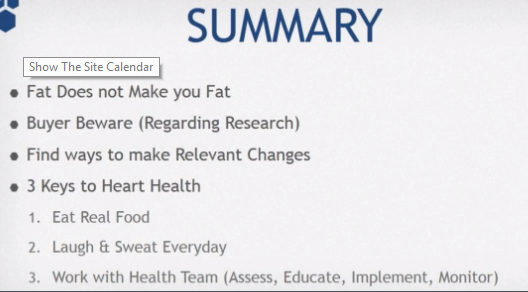 SUMMARY
Show The Site Calendar
Fat Does not Make you Fat
Buyer Beware (Regarding Research)
Find ways to make Relevant Changes
3 Keys to Heart Health
1. Eat Real Food
2. Laugh & Sweat Everyday
3. Work with Health Team (Assess, Educate, Implement, Monitor)